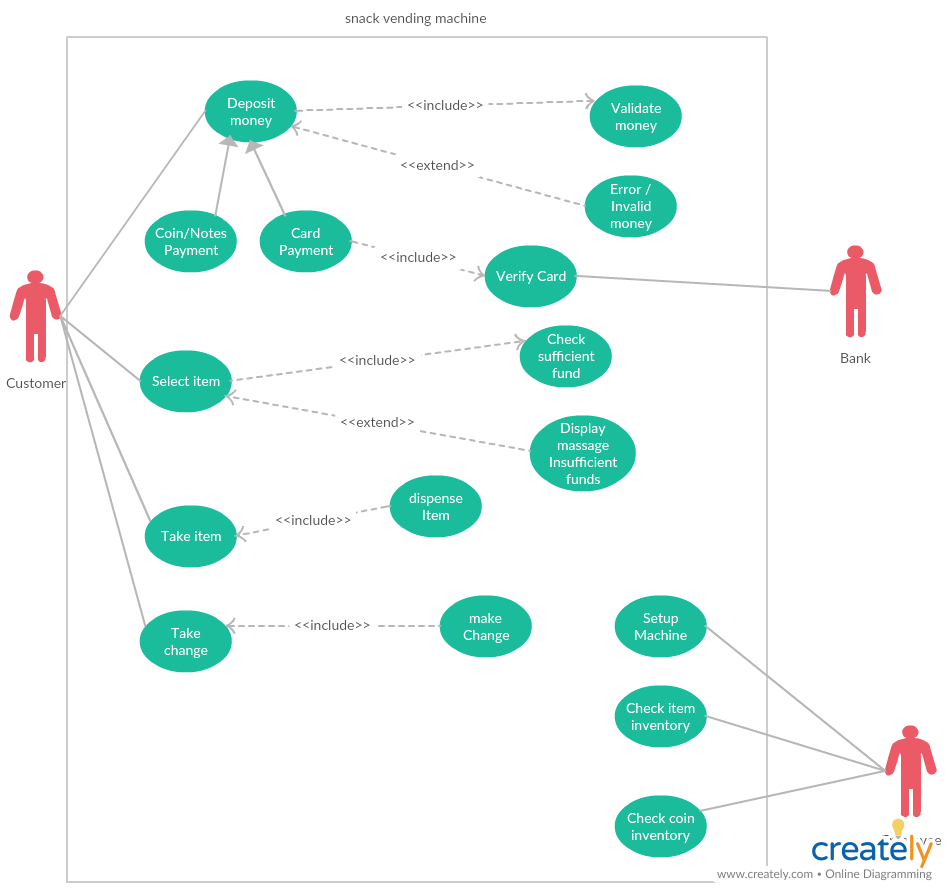 snack vending machine
Deposit
money
<<include>>
Validate
money
<<extend>>
Error /
Invalid
money
Coin/Notes
Payment
Card
Payment
<<include>>
Verify Card
Customer
Bank
Select item
<<include>>
Check
sufficient
fund
<<extend>>
Display
massage
Insufficient
funds
dispense
Item
<<include>>
Take item
Take
change
<<include>>
make
Change
Setup
Machine
Check item
inventory
Check coin
inventory
creately
www.creately.com • Online Diagramming